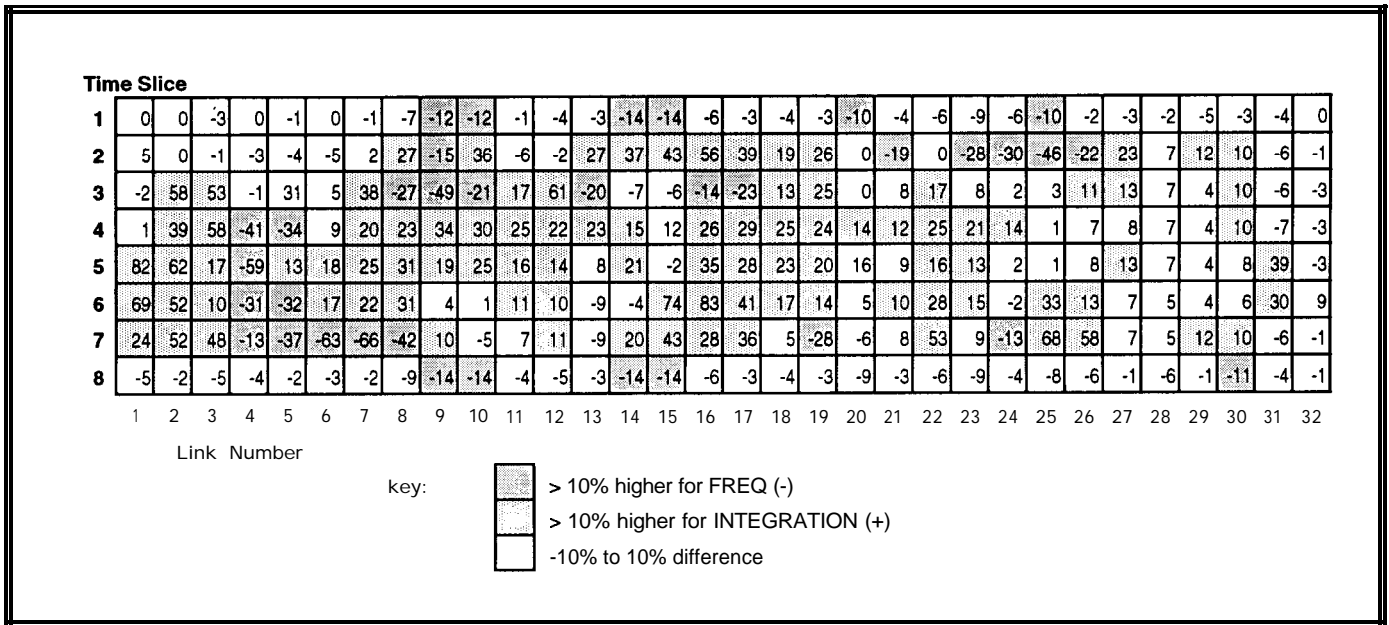 Time Slice
1 0 0 -3 0 -1 0 -1 -7 -12 -12 -1 -4 -3 -14 -14 -6 -3 -4 -3 -10 -4 -6 -9 -6 -10 -2 -3 -2 -5 -3 -4 0
2 5 0 -1 -3 -4 -5 2 27 -15 36 -6 -2 27 37 43 56 39 19 26 0 -19 0 -28 -30 -46 -22 23 7 12 10 -6 -1
3 -2 58 53 -1 31 5 38 -27 -49 -21 17 61 -20 -7 -6 -14 -23 13 25 0 8 17 8 2 3 11 13 7 4 10 -6 -3
4 1 39 58 -41 -34 9 20 23 34 30 25 22 23 15 12 26 29 25 24 14 12 25 21 14 1 7 8 7 4 10 -7 -3
5 82 62 17 -59 13 18 25 31 19 25 16 14 8 21 -2 35 28 23 20 16 9 16 13 2 1 8 13 7 4 8 39 -3
6 69 52 10 -31 -32 17 22 31 4 1 11 10 -9 -4 74 83 41 17 14 5 10 28 15 -2 33 13 7 5 4 6 30 9
7 24 52 48 -13 -37 -63 -66 -42 10 -5 7 11 -9 20 43 28 36 5 -28 -6 8 53 9 -13 68 58 7 5 12 10 -6 -1
8 -5 -2 -5 -4 -2 -3 -2 -9 -14 -14 -4 -5 -3 -14 -14 -6 -3 -4 -3 -9 -3 -6 -9 -4 -8 -6 -1 -6 -1 -11 -4 -1
1 2 3 4 5 6 7 8 9 10 11 12 13 14 15 16 17 18 19 20 21 22 23 24 25 26 27 28 29 30 31 32
Link Number
key:
> 10% higher for FREQ (-)
> 10% higher for INTEGRATION (+)
-10% to 10% difference